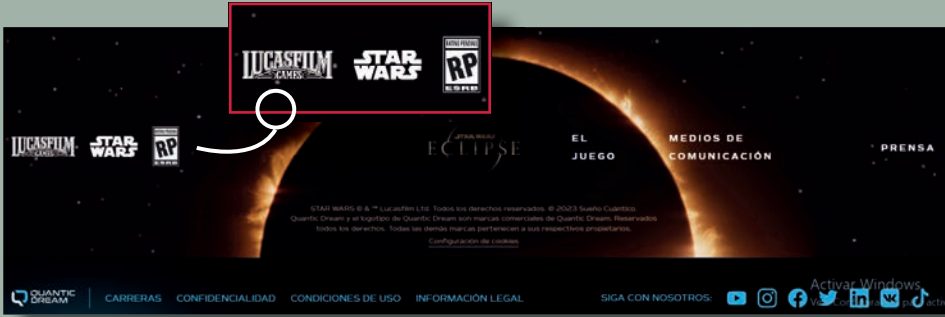 LUCASFILM
GAMES
STAR
WARS
RATING PENDING
RP
ESRB
LUCASFILM
GAMES
STAR
WARS
RP
ESRB
STAR WARS
ECLIPSE
EL
JUEGO
MEDIOS DE
COMUNICACIÓN
PRENSA
STAR WARS © & ™ Lucasfilm Ltd. Todos los derechos reservados. © 2023 Sueño Cuántico.
Quantic Dream y el logotipo de Quantic Dream son marcas comerciales de Quantic Dream. Reservados
todos los derechos. Todas las demás marcas pertenecen a sus respectivos propietarios.
Configuración de cookies
QUANTIC
DREAM
CARRERAS CONFIDENCIALIDAD CONDICIONES DE USO INFORMACIÓN LEGAL
SIGA CON NOSOTROS:
Activar Windows